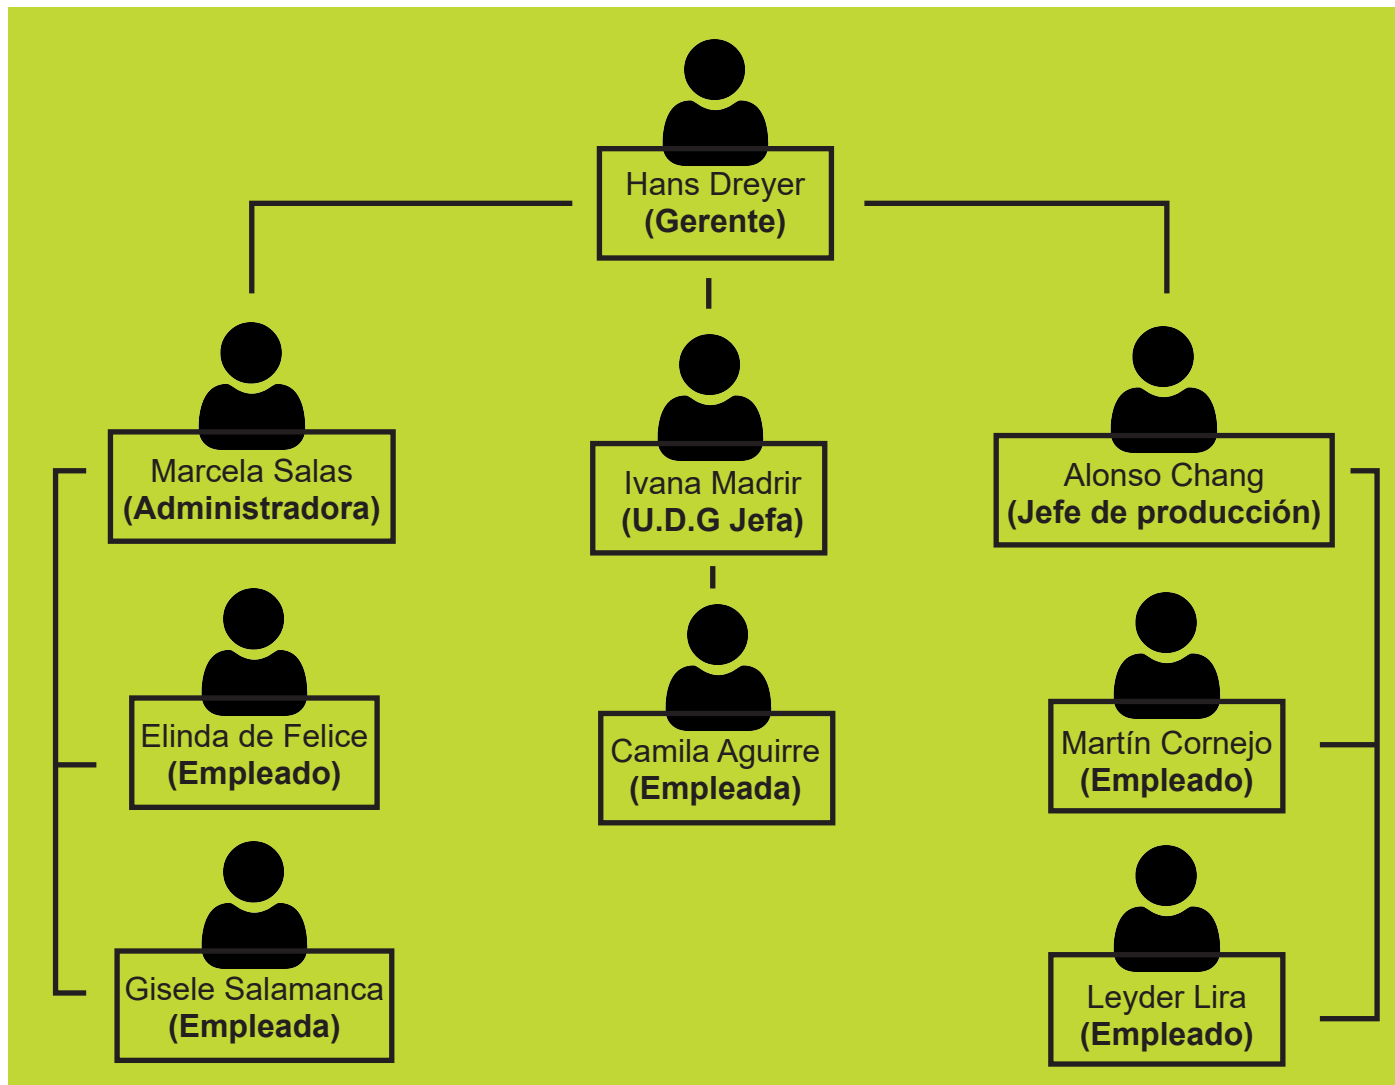 Hans Dreyer
(Gerente)
Marcela Salas
(Administradora)
Ivana Madrir
(U.D.G Jefa)
Alonso Chang
(Jefe de producción)
Elinda de Felice
(Empleado)
Camila Aguirre
(Empleada)
Martín Cornejo
(Empleado)
Gisele Salamanca
(Empleada)
Leyder Lira
(Empleado)